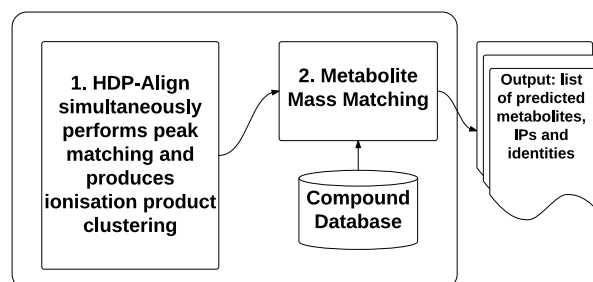 1. HDP-Align
simultaneously
performs peak
matching and
produces
ionisation product
clustering
2. Metabolite
Mass Matching
Compound
Database
Output: list
of predicted
metabolites,
IPs and
identities